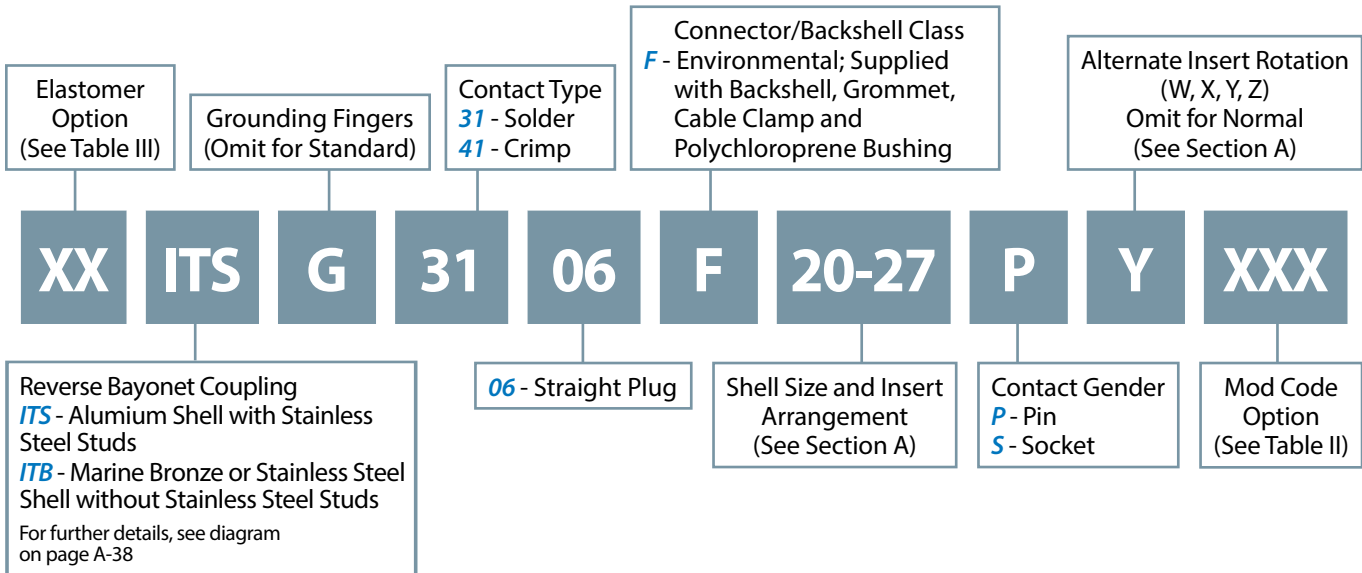 Elastomer
Option
(See Table III)
Grounding Fingers
(Omit for Standard)
Contact Type
31 - Solder
41 - Crimp
Connector/Backshell Class
F - Environmental; Supplied
with Backshell, Grommet,
Cable Clamp and
Polychloroprene Bushing
Alternate Insert Rotation
(W, X, Y, Z)
Omit for Normal
(See Section A)
XX ITS G 31 06 F 20-27 P Y XXX
Reverse Bayonet Coupling
ITS - Alumium Shell with Stainless
Steel Studs
ITB - Marine Bronze or Stainless Steel
Shell without Stainless Steel Studs
For further details, see diagram
on page A-38
06 - Straight Plug
Shell Size and Insert
Arrangement
(See Section A)
Contact Gender
P - Pin
S - Socket
Mod Code
Option
(See Table II)